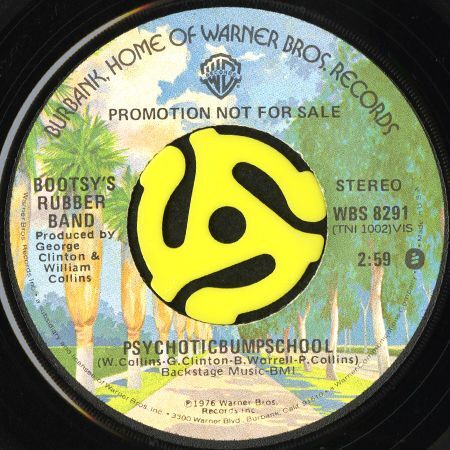 BURBANK, HOME OF WARNER BROS. RECORDS
PROMOTION NOT FOR SALE
BOOTSY'S
RUBBER
BAND
Produced by
George
Clinton &
William
Collins
STEREO
WBS 8291
(TNI 1002)VIS
2:59
PSYCHOTICBUMPSCHOOL
(W. Collins-G. Clinton-B. Worrell-P. Collins)
Backstage Music-BMI
℗1976 Warner Bros.
Records Inc.
3300 Warner Blvd., Burbank, Calif. 91510